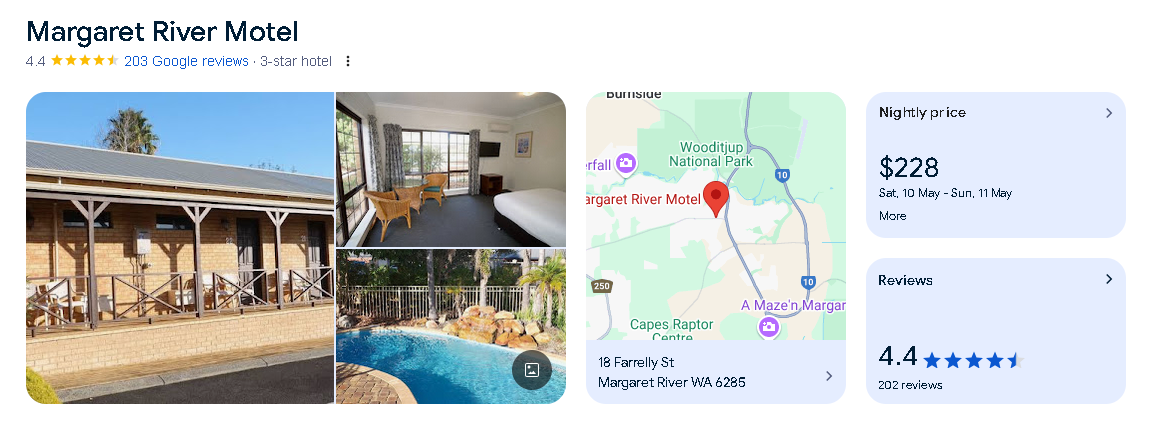 Margaret River Motel
4.4 203 Google reviews · 3-star hotel
Burnside
Wooditjup
National Park
erfall
10
argaret River Motel
250
10
A Maze'n Margar
Capes Raptor
Centre
18 Farrelly St
Margaret River WA 6285
Nightly price
$228
Sat, 10 May - Sun, 11 May
More
Reviews
4.4
202 reviews